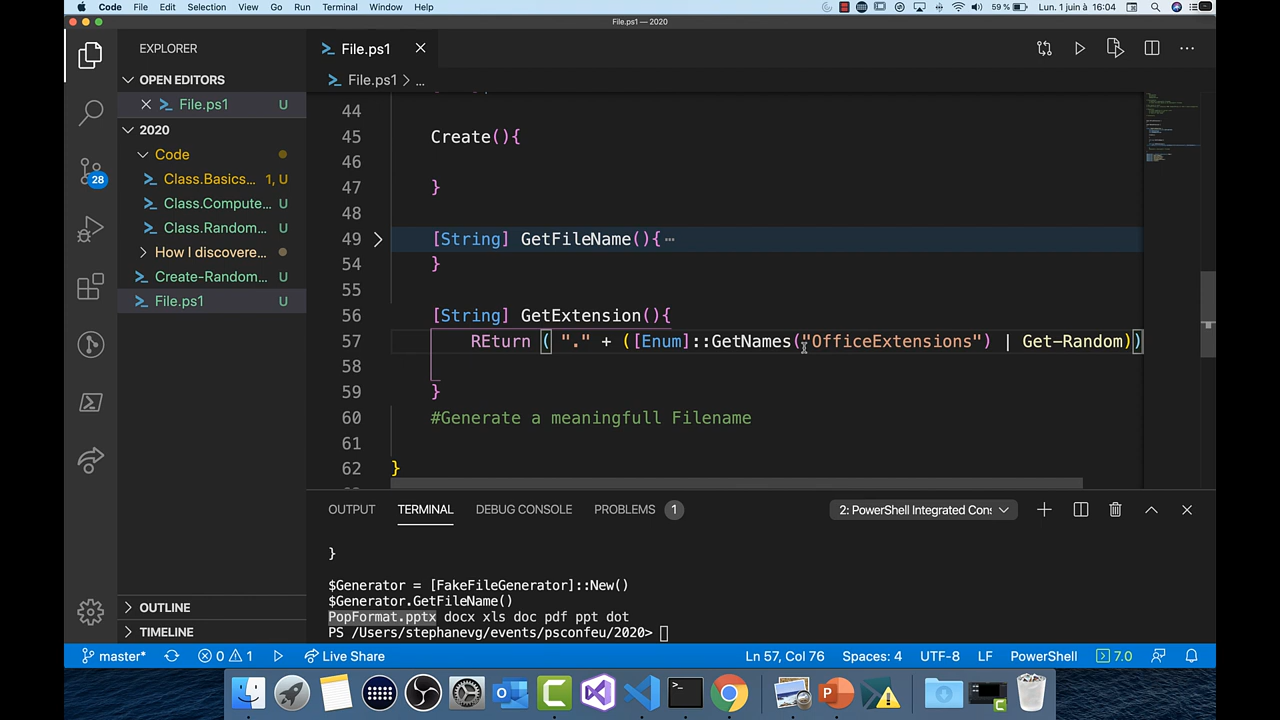 Code File Edit Selection View Go Run Terminal Window Help 59 % Lun. 1 juin à 16:04
File.ps1 — 2020
EXPLORER
OPEN EDITORS
File.ps1 U
2020
Code
Class.Basics... 1, U
Class.Compute... U
Class.Random... U
How I discovere...
Create-Random... U
File.ps1 U
OUTLINE
TIMELINE
28
File.ps1
File.ps1 > ...
44
45 Create(){
46
47 }
48
49 [String] GetFileName(){ ...
54 }
55
56 [String] GetExtension(){
57 REturn ( "." + ([Enum]::GetNames("OfficeExtensions") | Get-Random))
58
59 }
60 #Generate a meaningfull Filename
61
62 }
OUTPUT TERMINAL DEBUG CONSOLE PROBLEMS 1 2: PowerShell Integrated Cons
}
$Generator = [FakeFileGenerator]::New()
$Generator.GetFileName()
PopFormat.pptx docx xls doc pdf ppt dot
PS /Users/stephanevg/events/psconfeu/2020>
master* 0 1 Live Share Ln 57, Col 76 Spaces: 4 UTF-8 LF PowerShell 7.0